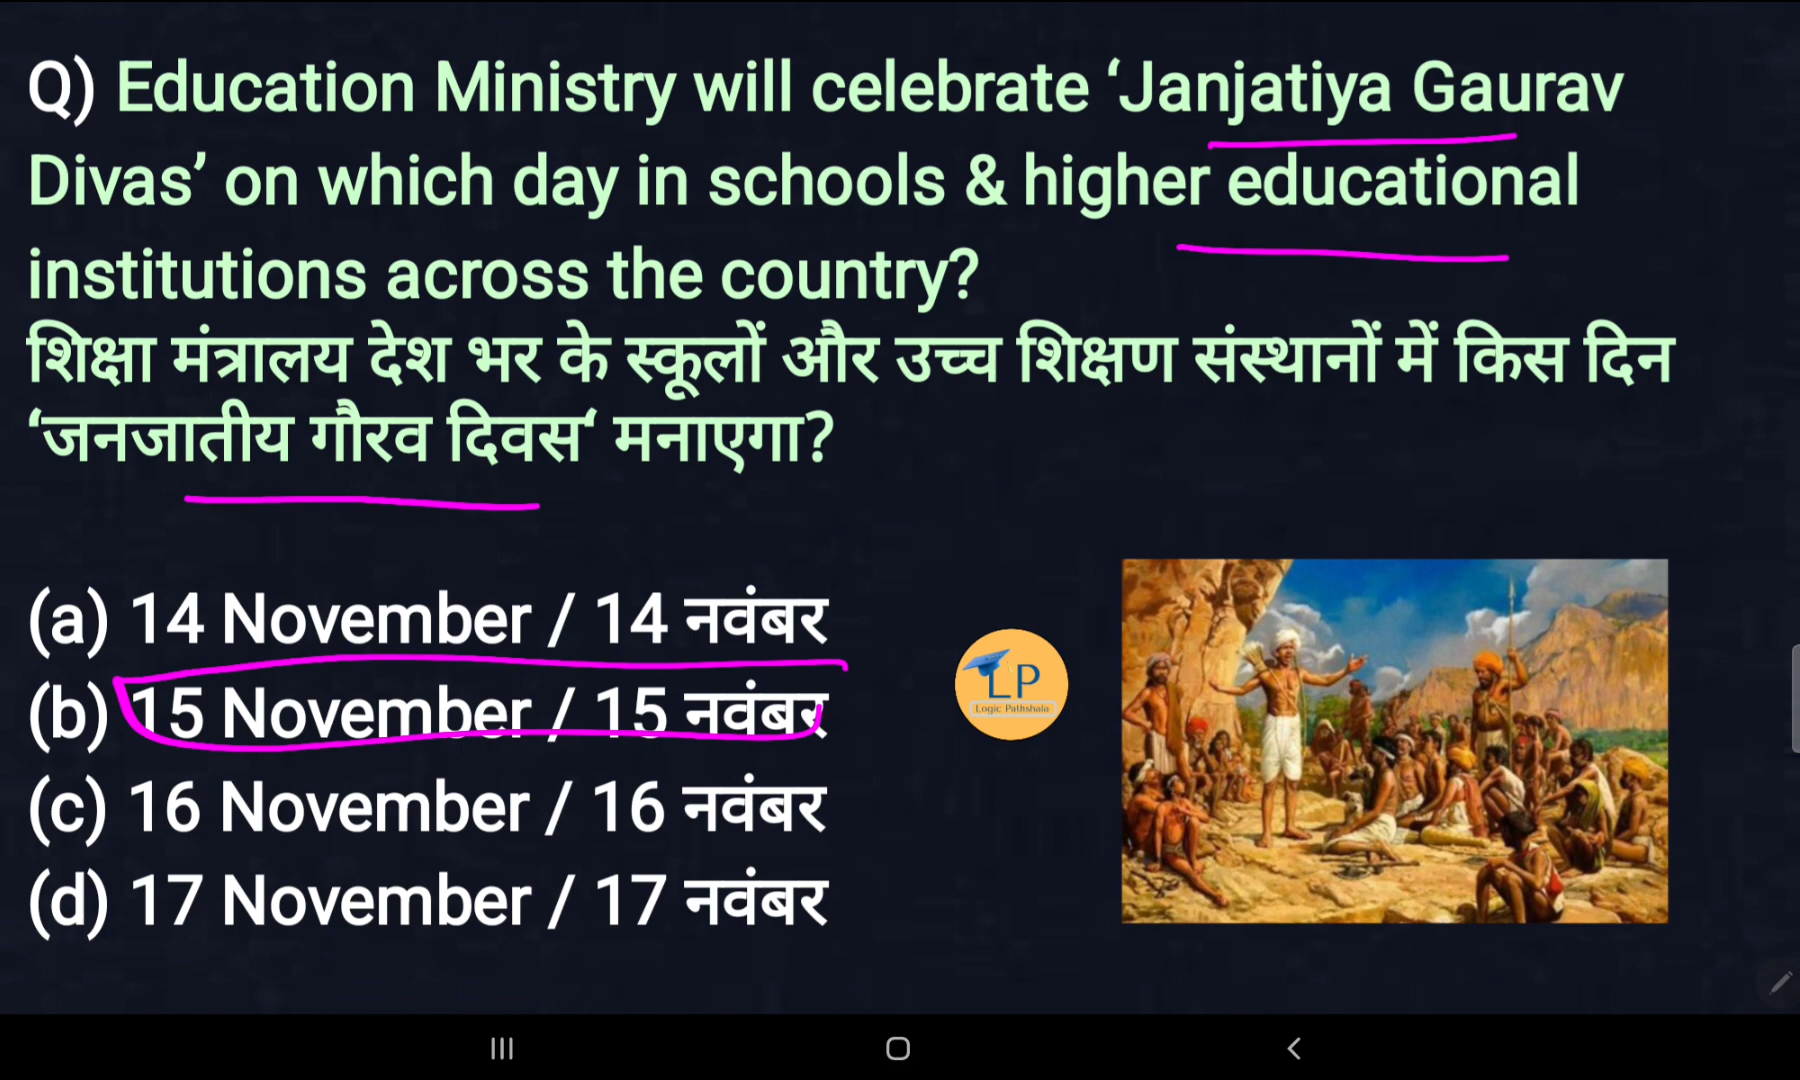 Q) Education Ministry will celebrate ‘Janjatiya Gaurav
Divas’ on which day in schools & higher educational
institutions across the country?
शिक्षा मंत्रालय देश भर के स्कूलों और उच्च शिक्षण संस्थानों में किस दिन
‘जनजातीय गौरव दिवस‘ मनाएगा?
(a) 14 November / 14 नवंबर
(b) 15 November / 15 नवंबर
(c) 16 November / 16 नवंबर
(d) 17 November / 17 नवंबर
LP
Logic Pathshala